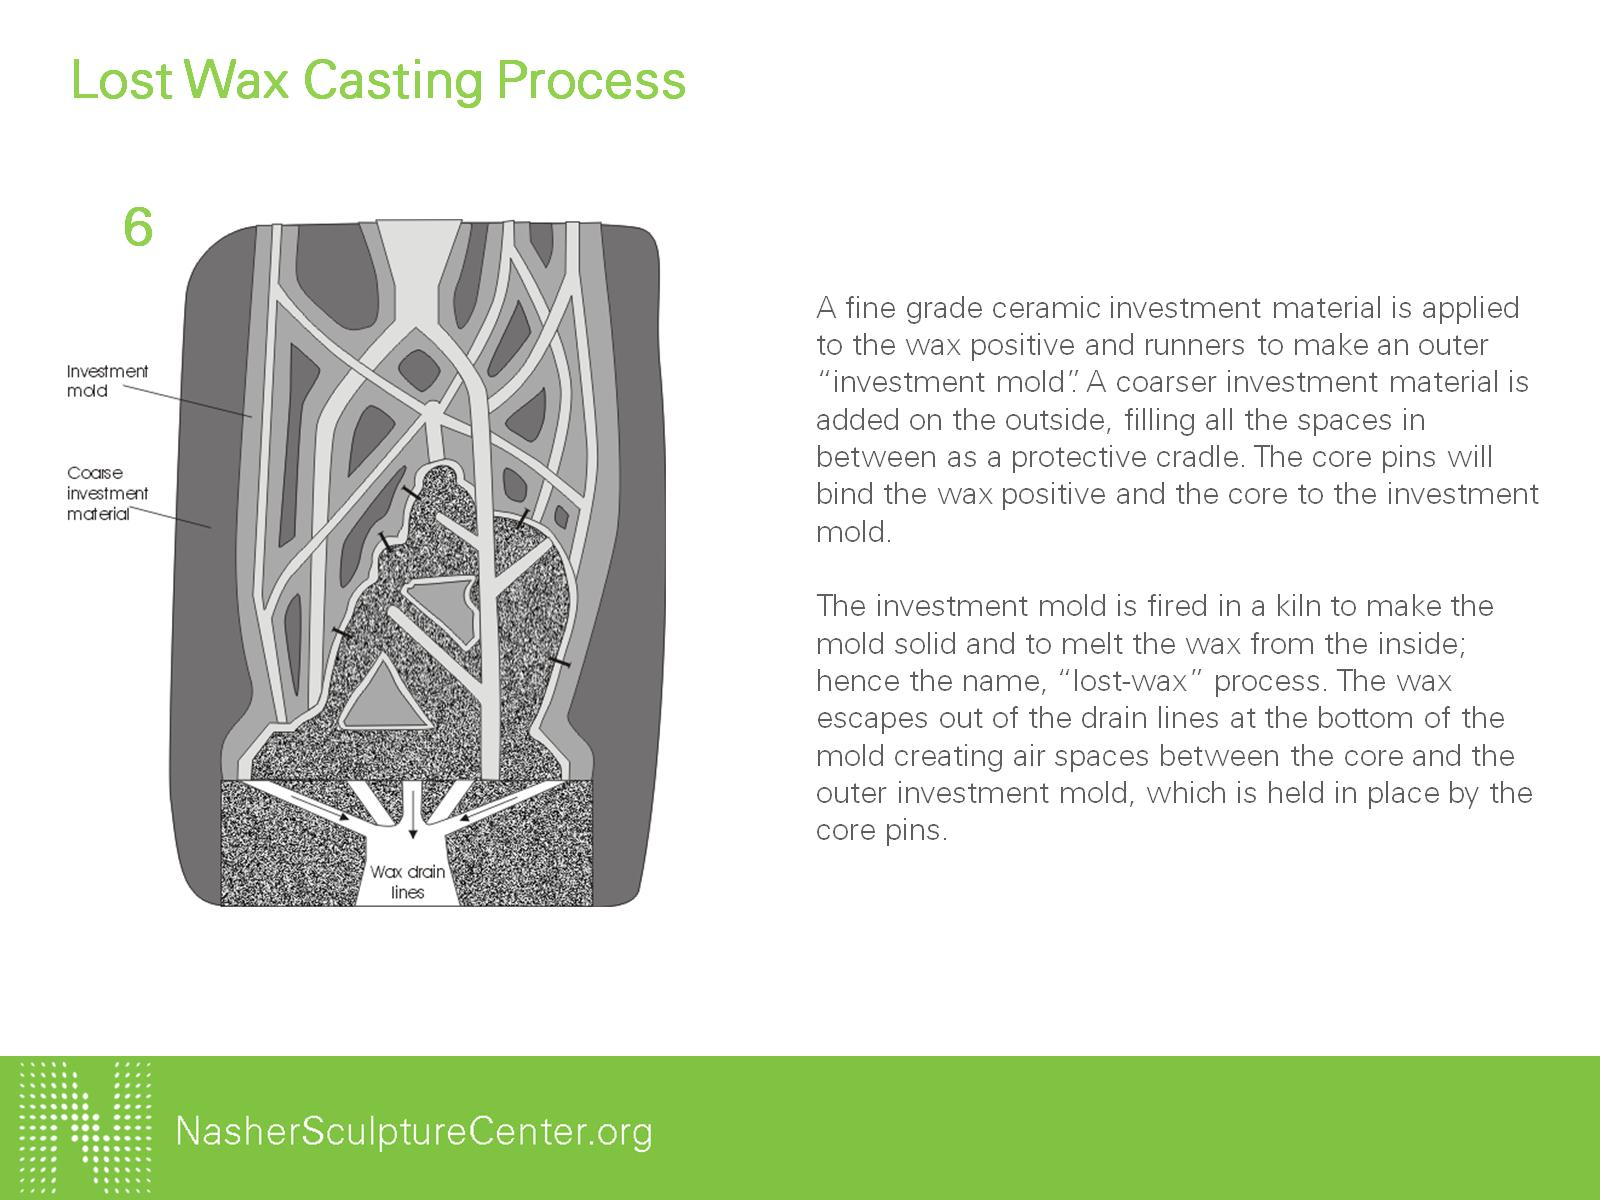 Lost Wax Casting Process
6
Investment
mold
Coarse
investment
material
Wax drain
lines
A fine grade ceramic investment material is applied
to the wax positive and runners to make an outer
“investment mold”. A coarser investment material is
added on the outside, filling all the spaces in
between as a protective cradle. The core pins will
bind the wax positive and the core to the investment
mold.
The investment mold is fired in a kiln to make the
mold solid and to melt the wax from the inside;
hence the name, “lost-wax” process. The wax
escapes out of the drain lines at the bottom of the
mold creating air spaces between the core and the
outer investment mold, which is held in place by the
core pins.
NasherSculptureCenter.org